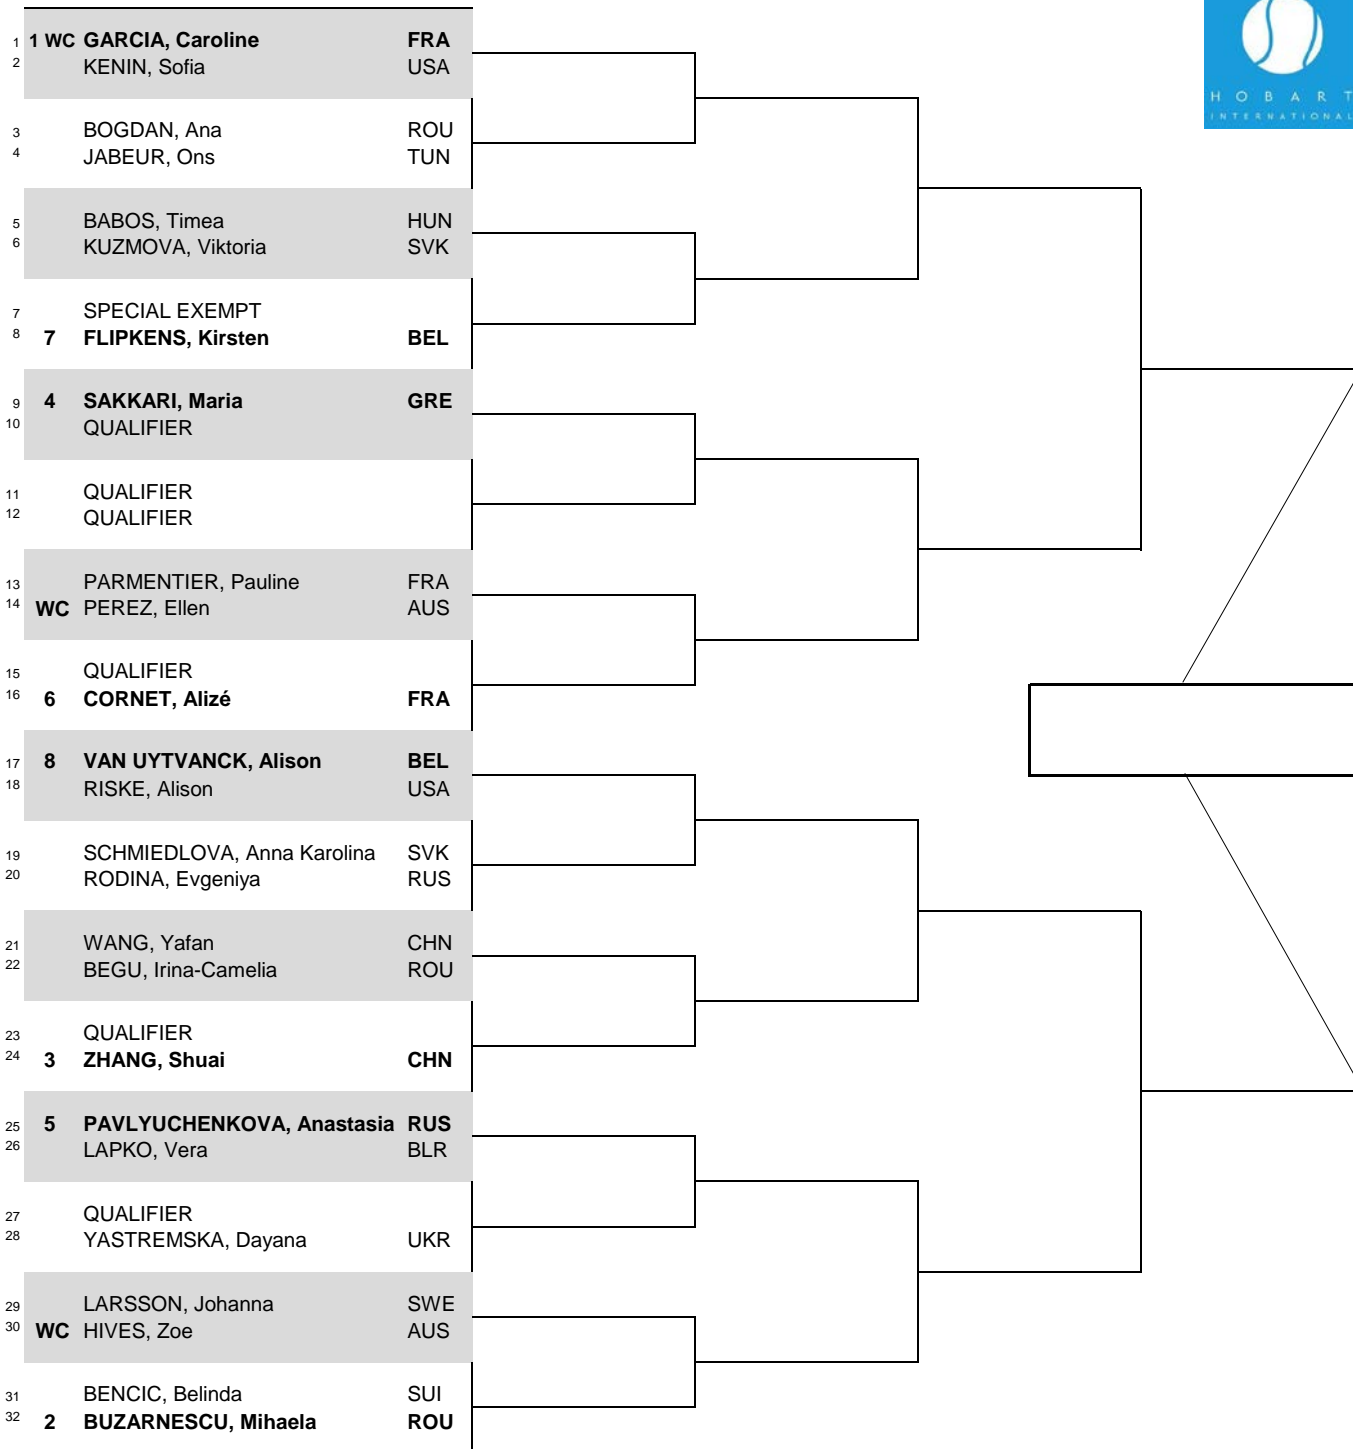 1 1 WC GARCIA, Caroline FRA
2 KENIN, Sofia USA
3 BOGDAN, Ana ROU
4 JABEUR, Ons TUN
5 BABOS, Timea HUN
6 KUZMOVA, Viktoria SVK
7 SPECIAL EXEMPT
8 7 FLIPKENS, Kirsten BEL
9 4 SAKKARI, Maria GRE
10 QUALIFIER
11 QUALIFIER
12 QUALIFIER
13 PARMENTIER, Pauline FRA
14 WC PEREZ, Ellen AUS
15 QUALIFIER
16 6 CORNET, Alizé FRA
17 8 VAN UYTVANCK, Alison BEL
18 RISKE, Alison USA
19 SCHMIEDLOVA, Anna Karolina SVK
20 RODINA, Evgeniya RUS
21 WANG, Yafan CHN
22 BEGU, Irina-Camelia ROU
23 QUALIFIER
24 3 ZHANG, Shuai CHN
25 5 PAVLYUCHENKOVA, Anastasia RUS
26 LAPKO, Vera BLR
27 QUALIFIER
28 YASTREMSKA, Dayana UKR
29 LARSSON, Johanna SWE
30 WC HIVES, Zoe AUS
31 BENCIC, Belinda SUI
32 2 BUZARNESCU, Mihaela ROU
HOBART
INTERNATIONAL